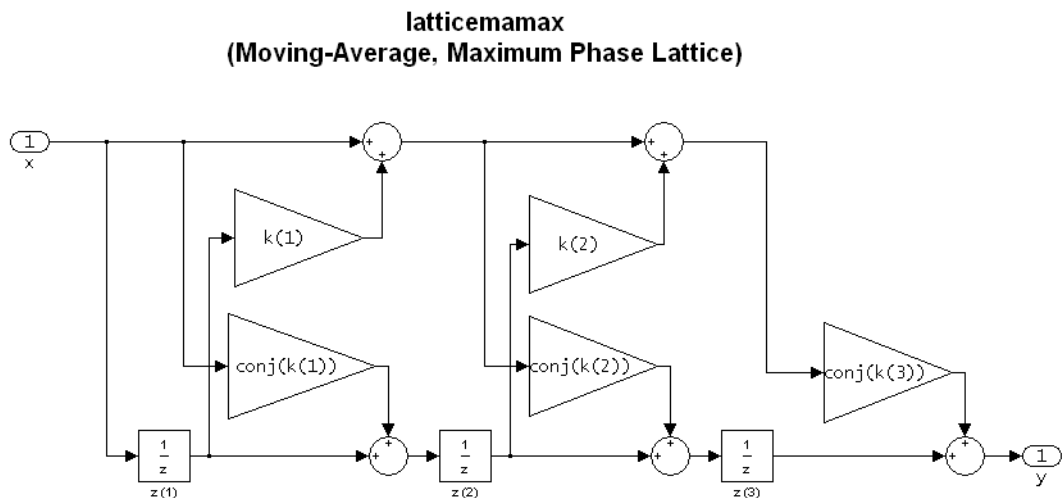 latticemamax
(Moving-Average, Maximum Phase Lattice)
1
x
+
+
+
+
k(1)
k(2)
conj(k(1))
conj(k(2))
conj(k(3))
1
z
z(1)
+
+
1
z
z(2)
+
+
1
z
z(3)
+
+
1
y